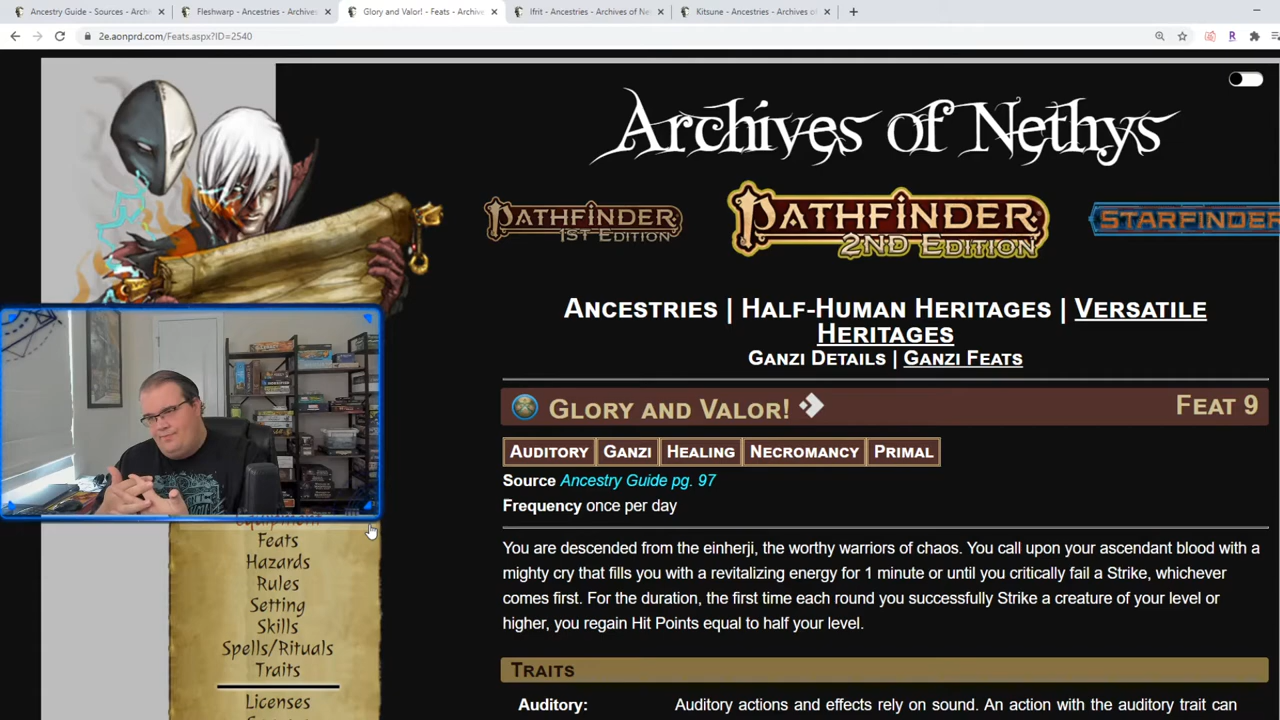 Ancestry Guide - Sources - Archi
Fleshwarp - Ancestries - Archives
Glory and Valor! - Feats - Archive
Ifrit - Ancestries - Archives of Net
Kitsune - Ancestries - Archives of
2e.aonprd.com/Feats.aspx?ID=2540
Archives of Nethys
PATHFINDER
1ST EDITION
PATHFINDER
2ND EDITION
STARFINDER
ANCESTRIES | HALF-HUMAN HERITAGES | VERSATILE
HERITAGES
GANZI DETAILS | GANZI FEATS
GLORY AND VALOR!
FEAT 9
AUDITORY
GANZI
HEALING
NECROMANCY
PRIMAL
Source Ancestry Guide pg. 97
Frequency once per day
You are descended from the einherji, the worthy warriors of chaos. You call upon your ascendant blood with a
mighty cry that fills you with a revitalizing energy for 1 minute or until you critically fail a Strike, whichever
comes first. For the duration, the first time each round you successfully Strike a creature of your level or
higher, you regain Hit Points equal to half your level.
TRAITS
Auditory: Auditory actions and effects rely on sound. An action with the auditory trait can
Equipment
Feats
Hazards
Rules
Setting
Skills
Spells/Rituals
Traits
Licenses